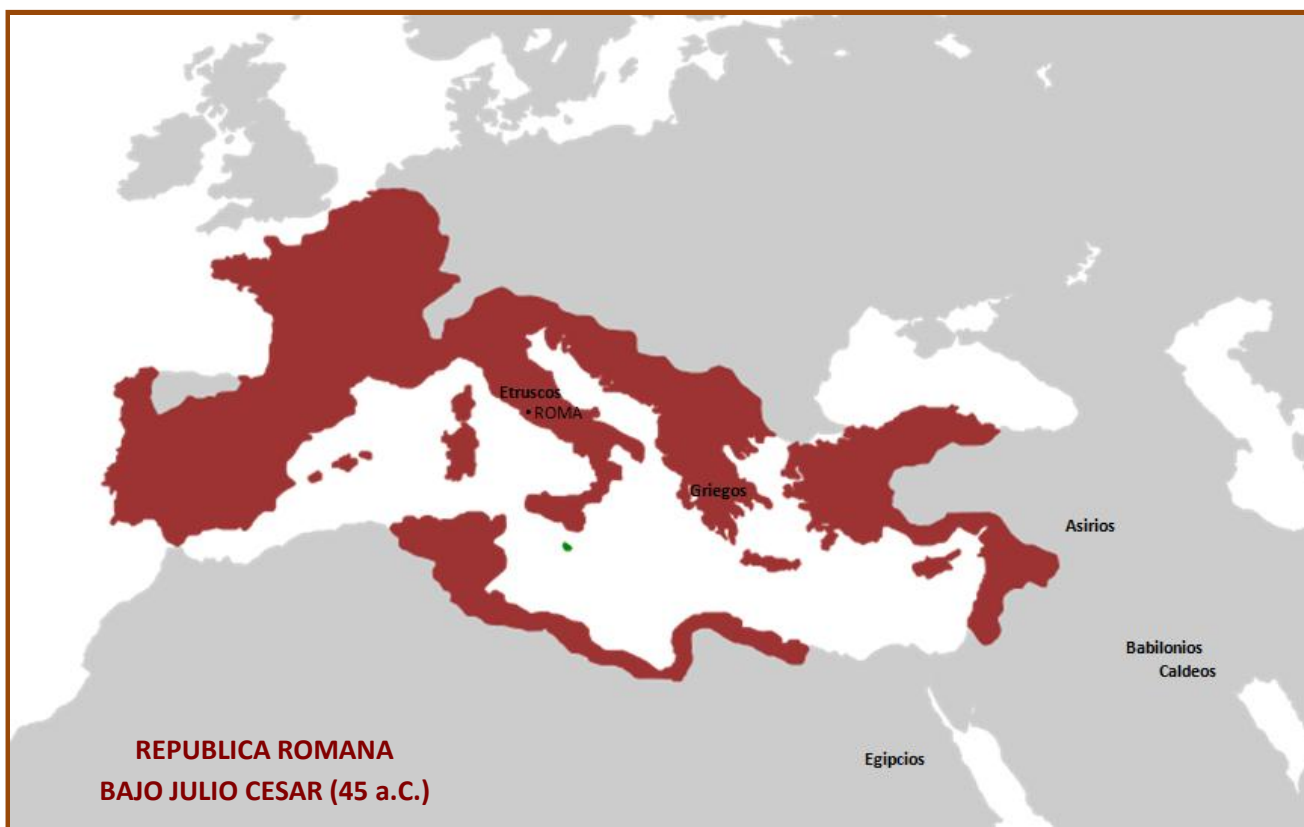 Etruscos
ROMA
Griegos
Asirios
Babilonios
Caldeos
Egipcios
REPUBLICA ROMANA
BAJO JULIO CESAR (45 a.C.)